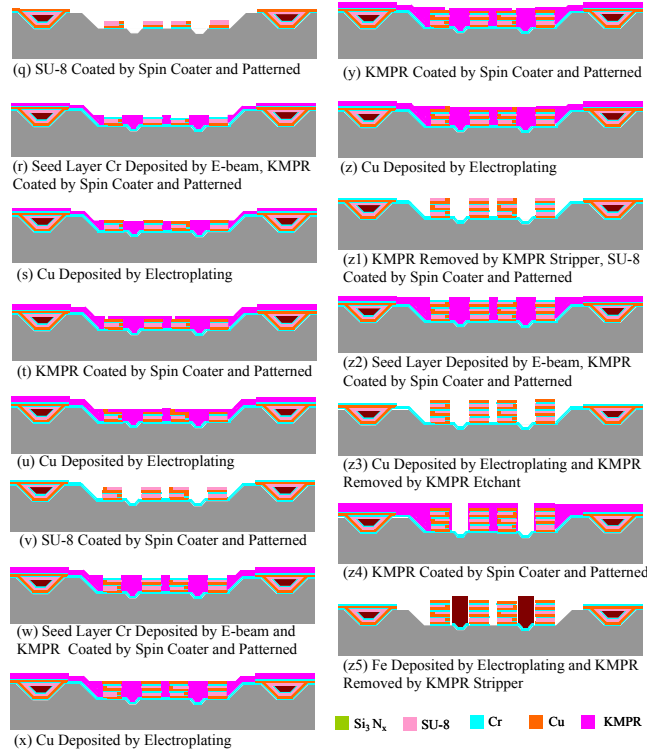 (q) SU-8 Coated by Spin Coater and Patterned
(r) Seed Layer Cr Deposited by E-beam, KMPR
Coated by Spin Coater and Patterned
(s) Cu Deposited by Electroplating
(t) KMPR Coated by Spin Coater and Patterned
(u) Cu Deposited by Electroplating
(v) SU-8 Coated by Spin Coater and Patterned
(w) Seed Layer Cr Deposited by E-beam and
KMPR Coated by Spin Coater and Patterned
(x) Cu Deposited by Electroplating
(y) KMPR Coated by Spin Coater and Patterned
(z) Cu Deposited by Electroplating
(z1) KMPR Removed by KMPR Stripper, SU-8
Coated by Spin Coater and Patterned
(z2) Seed Layer Deposited by E-beam, KMPR
Coated by Spin Coater and Patterned
(z3) Cu Deposited by Electroplating and KMPR
Removed by KMPR Etchant
(z4) KMPR Coated by Spin Coater and Patterned
(z5) Fe Deposited by Electroplating and KMPR
Removed by KMPR Stripper
Si₃Nₓ SU-8 Cr Cu KMPR